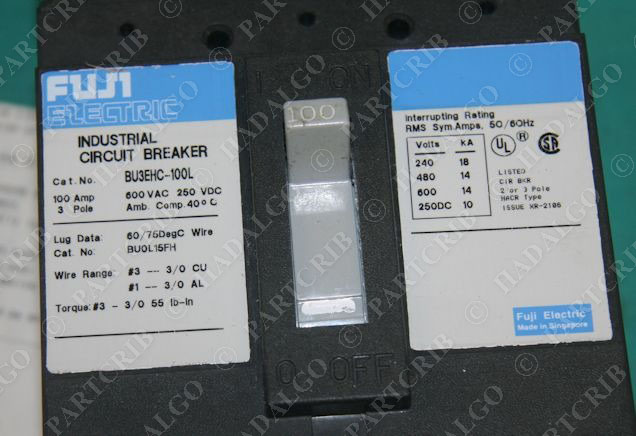 I ON
100
O OFF
FUJI
ELECTRIC
INDUSTRIAL
CIRCUIT BREAKER
Cat. No. BU3EHC-100L
100 Amp 600 VAC 250 VDC
3 Pole Amb. Comp. 40°C
Lug Data: 60/75DegC Wire
Cat. No: BU0L15FH
Wire Range: #3 -- 3/0 CU
#1 -- 3/0 AL
Torque: #3 - 3/0 55 lb-in
Interrupting Rating
RMS Sym. Amps, 50/60Hz
Volts kA
240 18
480 14
600 14
250DC 10
UL ® SA
LISTED
CIR BKR
2 or 3 Pole
HACR Type
ISSUE XR-2106
Fuji Electric
Made in Singapore
© PARTCRIB
© HADALGO